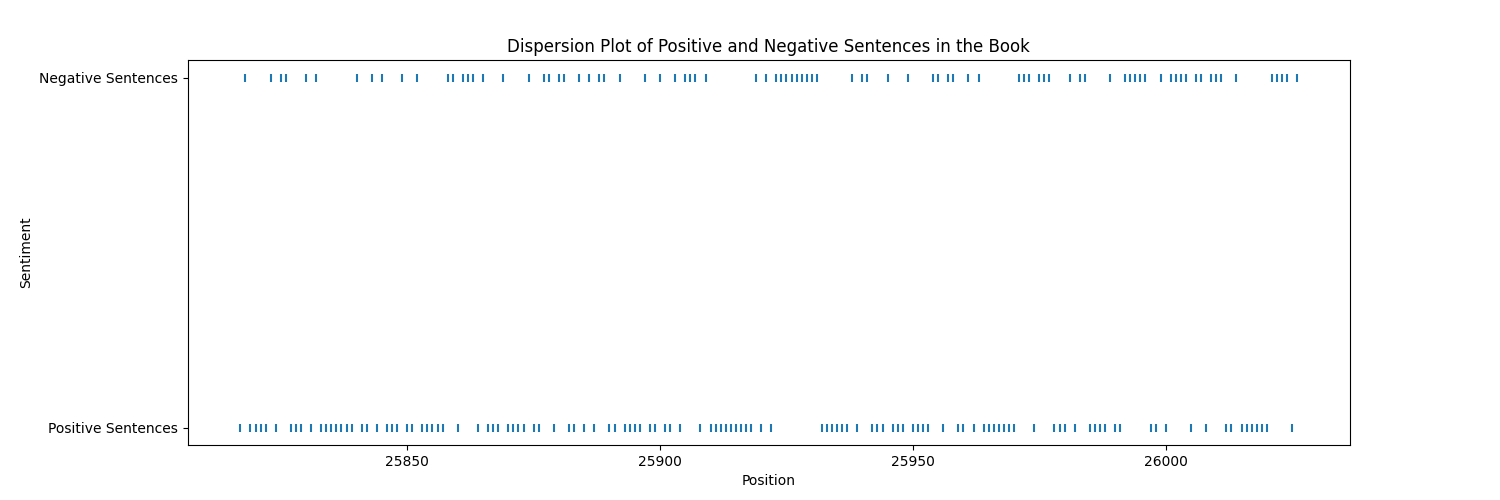 Dispersion Plot of Positive and Negative Sentences in the Book
Negative Sentences
Sentiment
Positive Sentences
25850 25900 25950 26000
Position